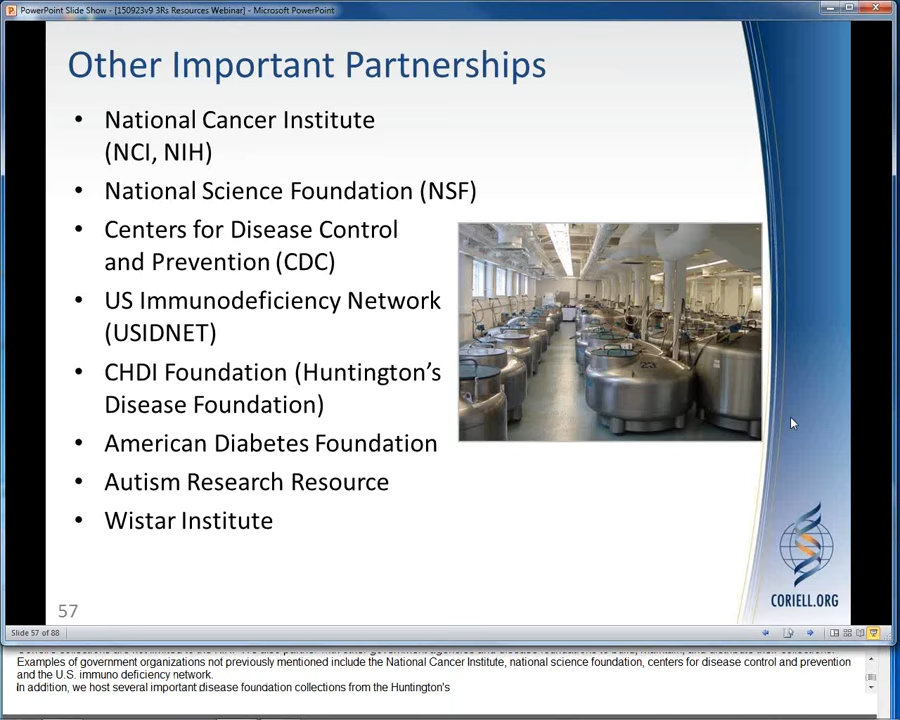 PowerPoint Slide Show - [150923v9 3Rs Resources Webinar] - Microsoft PowerPoint
Other Important Partnerships
• National Cancer Institute
(NCI, NIH)
• National Science Foundation (NSF)
• Centers for Disease Control
and Prevention (CDC)
• US Immunodeficiency Network
(USIDNET)
• CHDI Foundation (Huntington's
Disease Foundation)
• American Diabetes Foundation
• Autism Research Resource
• Wistar Institute
23
CORIELL.ORG
57
Slide 57 of 88
Examples of government organizations not previously mentioned include the National Cancer Institute, national science foundation, centers for disease control and prevention
and the U.S. immuno deficiency network.
In addition, we host several important disease foundation collections from the Huntington's